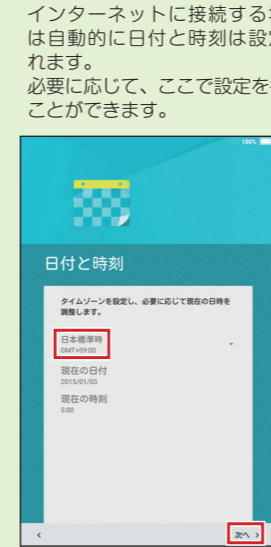 インターネットに接続する
は自動的に日付と時刻は設
れます。
必要に応じて、ここで設定を
ことができます。
100%
日付と時刻
タイムゾーンを設定し、必要に応じて現在の日時を
調整します。
日本標準時
GMT+09:00
現在の日付
2015/01/03
現在の時刻
5:00
< 次へ >